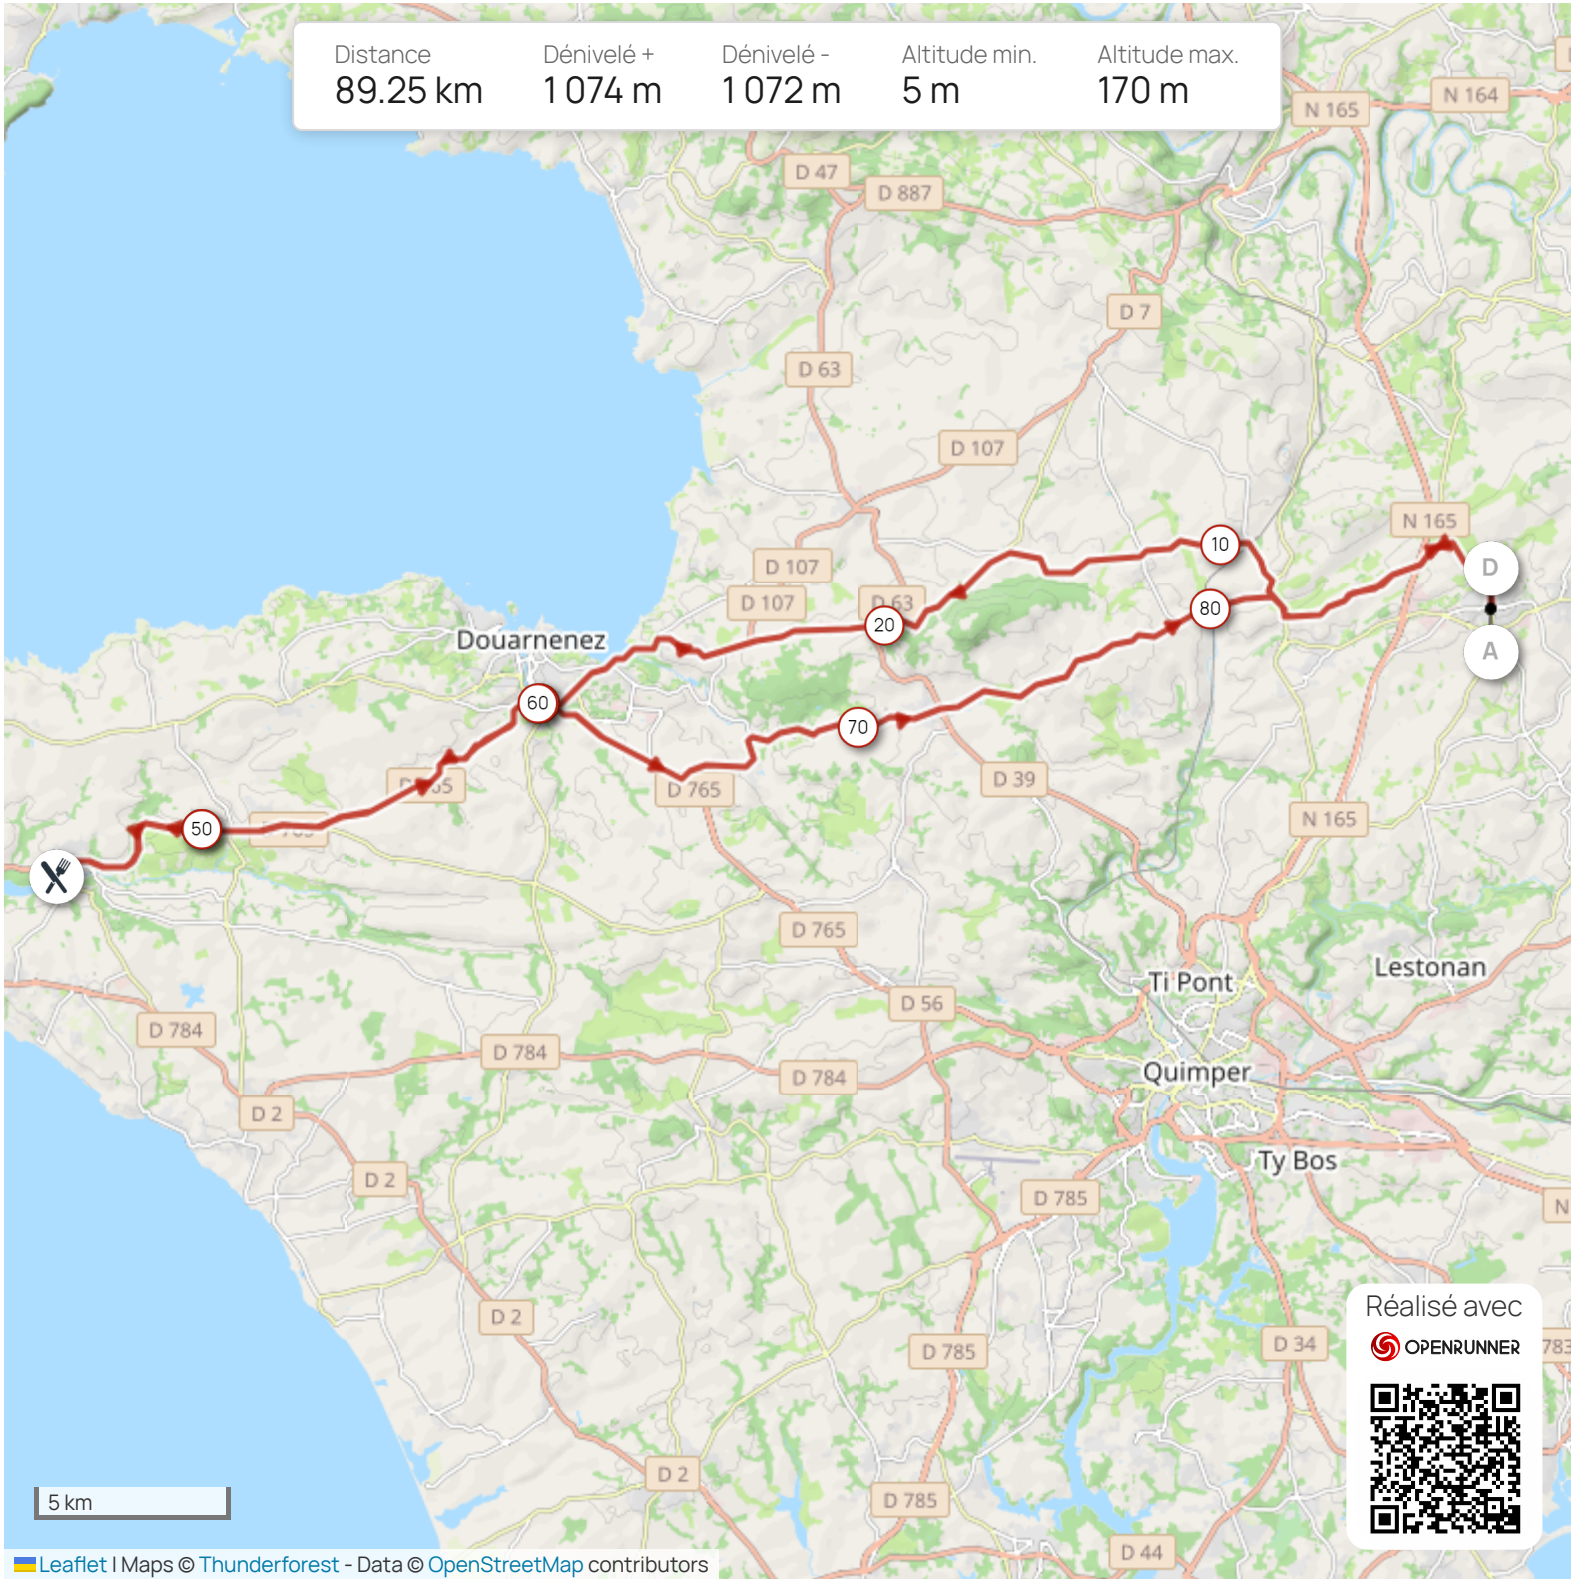 Distance
89.25 km
Dénivelé +
1 074 m
Dénivelé -
1 072 m
Altitude min.
5 m
Altitude max.
170 m
N 165
N 164
D 47
D 887
D 7
D 63
D 107
N 165
D 107
10
D
D 107
D 63
80
20
Douarnenez
A
60
70
D 765
D 39
D 765
50
N 165
D 765
Lestonan
Ti Pont
D 56
D 784
D 784
Quimper
D 784
D 2
Ty Bos
D 2
D 785
N
Réalisé avec
OPENRUNNER
D 2
D 34
D 785
783
D 2
5 km
D 785
D 44
Leaflet | Maps © Thunderforest - Data © OpenStreetMap contributors